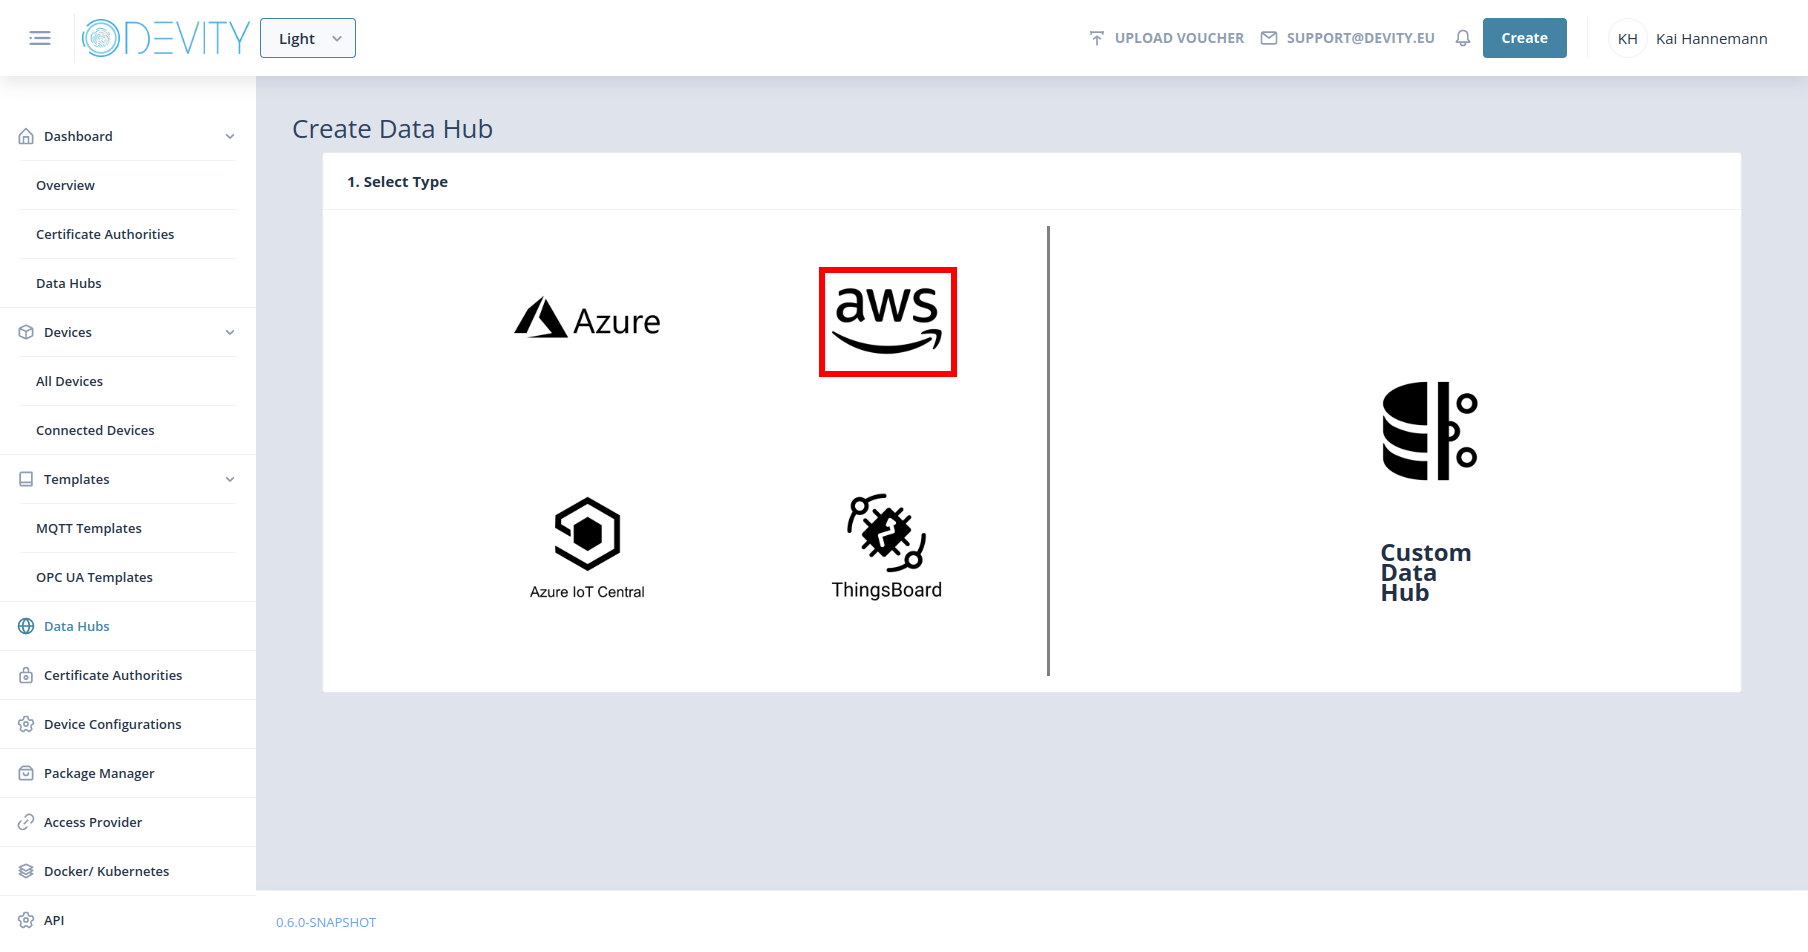 DEVITY
Light
UPLOAD VOUCHER
SUPPORT@DEVITY.EU
Create
KH
Kai Hannemann
Dashboard
Overview
Certificate Authorities
Data Hubs
Devices
All Devices
Connected Devices
Templates
MQTT Templates
OPC UA Templates
Data Hubs
Certificate Authorities
Device Configurations
Package Manager
Access Provider
Docker/ Kubernetes
API
Create Data Hub
1. Select Type
Azure
aws
Azure IoT Central
ThingsBoard
Custom
Data
Hub
0.6.0-SNAPSHOT